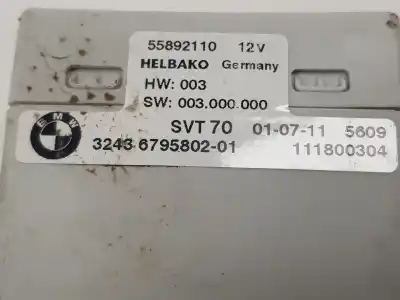 55892110 12V
HELBAKO Germany
HW: 003
SW: 003.000.000
BMW
SVT 70 01-07-11 5609
3243 6795802-01 111800304